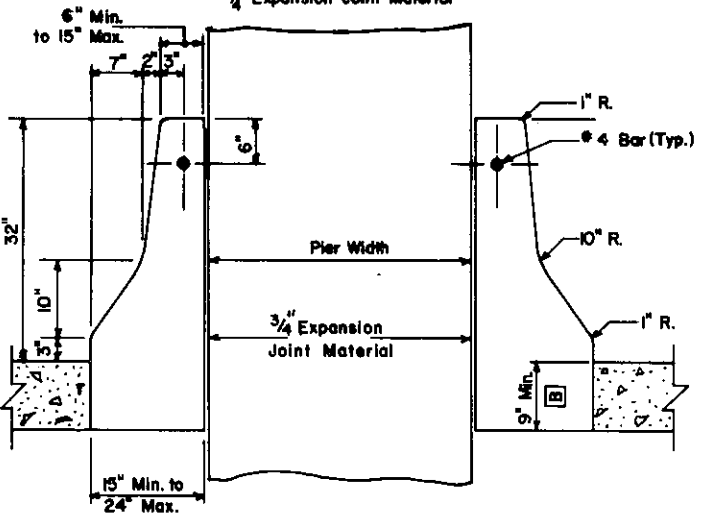 3/4" Expansion Joint Material
6" Min.
to 15" Max.
7"
2"
3"
1" R.
6"
# 4 Bar (Typ.)
32"
Pier Width
10" R.
10"
3/4" Expansion
Joint Material
1" R.
3"
9" Min.
B
15" Min. to
24" Max.